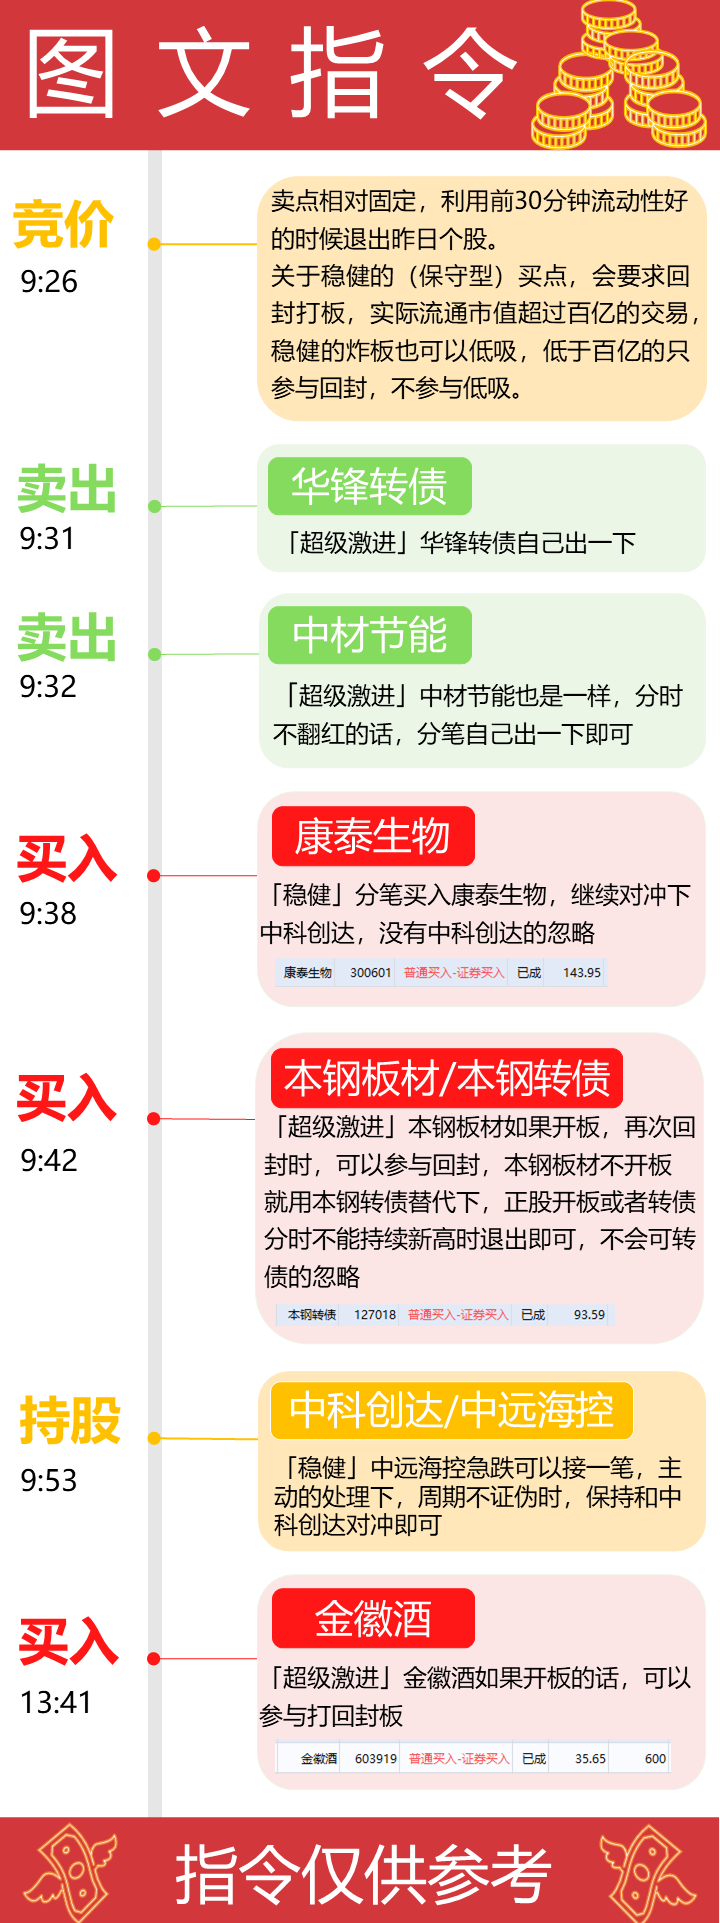 图文指令
竞价
9:26
卖点相对固定，利用前30分钟流动性好
的时候退出昨日个股。
关于稳健的（保守型）买点，会要求回
封打板，实际流通市值超过百亿的交易，
稳健的炸板也可以低吸，低于百亿的只
参与回封，不参与低吸。
卖出
9:31
华锋转债
「超级激进」华锋转债自己出一下
卖出
9:32
中材节能
「超级激进」中材节能也是一样，分时
不翻红的话，分笔自己出一下即可
买入
9:38
康泰生物
「稳健」分笔买入康泰生物，继续对冲下
中科创达，没有中科创达的忽略
康泰生物 300601 普通买入-证券买入 已成 143.95
买入
9:42
本钢板材/本钢转债
「超级激进」本钢板材如果开板，再次回
封时，可以参与回封，本钢板材不开板
就用本钢转债替代下，正股开板或者转债
分时不能持续新高时退出即可，不会可转
债的忽略
本钢转债 127018 普通买入-证券买入 已成 93.59
持股
9:53
中科创达/中远海控
「稳健」中远海控急跌可以接一笔，主
动的处理下，周期不证伪时，保持和中
科创达对冲即可
买入
13:41
金徽酒
「超级激进」金徽酒如果开板的话，可以
参与打回封板
金徽酒 603919 普通买入-证券买入 已成 35.65 600
指令仅供参考